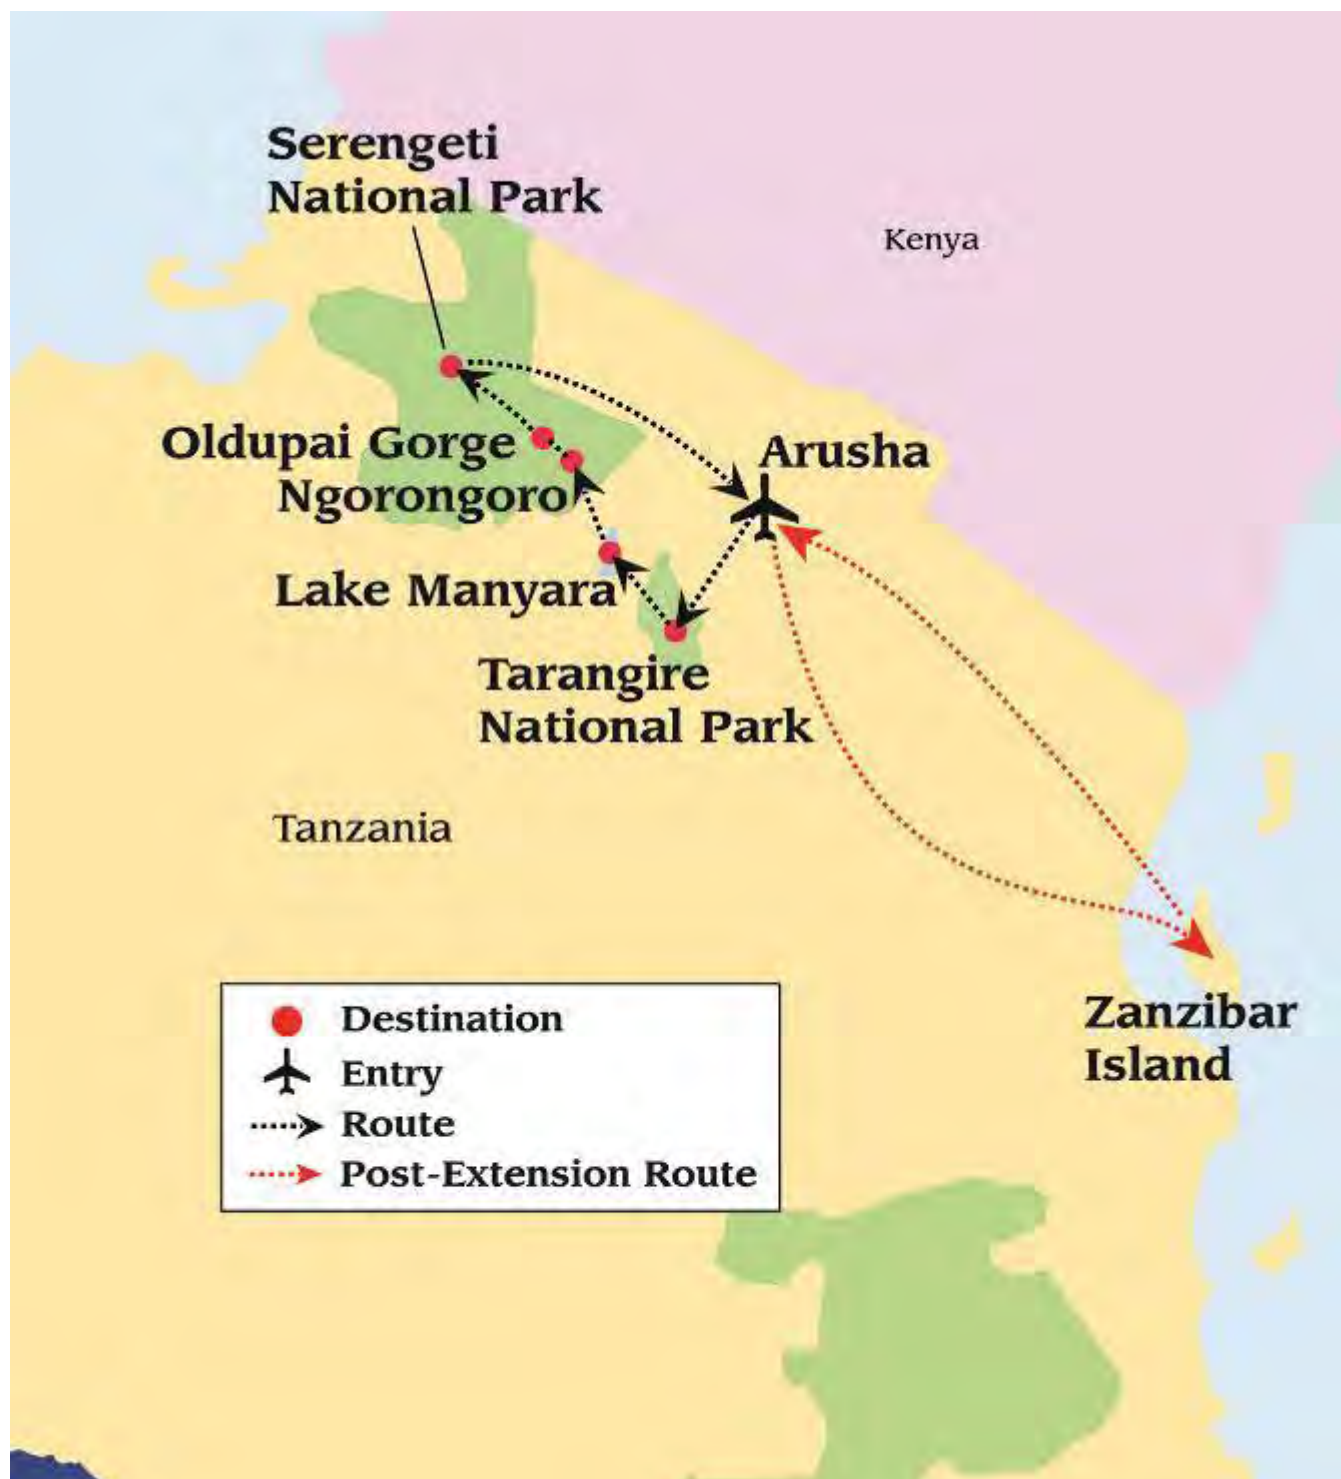 Serengeti
National Park
Kenya
Oldupai Gorge
Arusha
Ngorongoro
Lake Manyara
Tarangire
National Park
Tanzania
Zanzibar
Island
Destination
Entry
Route
Post-Extension Route